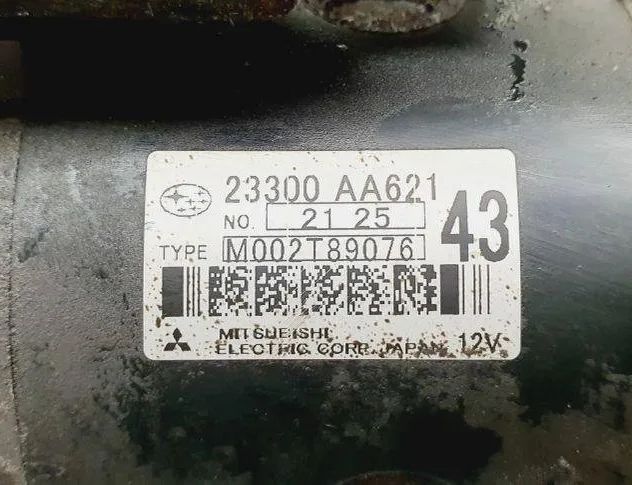 23300 AA621
NO. 21 25
43
TYPE M002T89076
MITSUBISHI
ELECTRIC CORP. JAPAN 12V